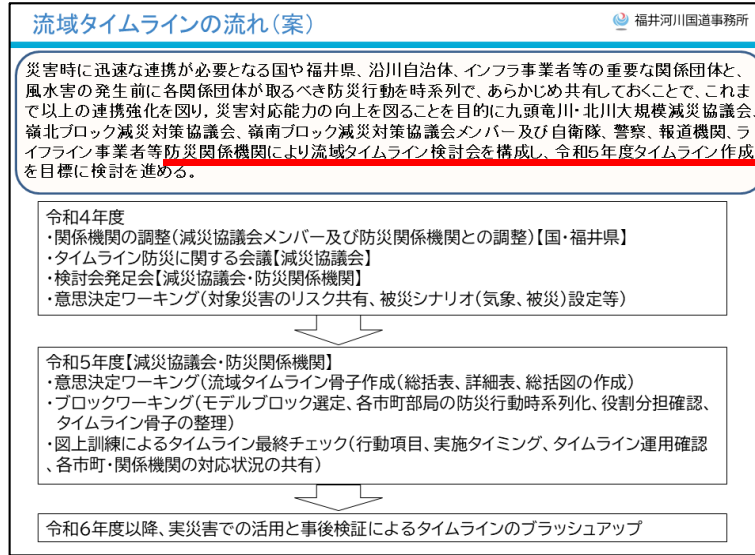 流域タイムラインの流れ（案）
福井河川国道事務所
災害時に迅速な連携が必要となる国や福井県、沿川自治体、インフラ事業者等の重要な関係団体と、
風水害の発生前に各関係団体が取るべき防災行動を時系列で、あらかじめ共有しておくことで、これま
で以上の連携強化を図り、災害対応能力の向上を図ることを目的に九頭竜川・北川大規模減災協議会、
嶺北ブロック減災対策協議会、嶺南ブロック減災対策協議会メンバー及び自衛隊、警察、報道機関、ラ
イフライン事業者等防災関係機関により流域タイムライン検討会を構成し、令和5年度タイムライン作成
を目標に検討を進める。
令和4年度
・関係機関の調整（減災協議会メンバー及び防災関係機関との調整）【国・福井県】
・タイムライン防災に関する会議【減災協議会】
・検討会発足会【減災協議会・防災関係機関】
・意思決定ワーキング（対象災害のリスク共有、被災シナリオ（気象、被災）設定等）
令和5年度【減災協議会・防災関係機関】
・意思決定ワーキング（流域タイムライン骨子作成（総括表、詳細表、総括図の作成）
・ブロックワーキング（モデルブロック選定、各市町部局の防災行動時系列化、役割分担確認、
タイムライン骨子の整理）
・図上訓練によるタイムライン最終チェック（行動項目、実施タイミング、タイムライン運用確認
、各市町・関係機関の対応状況の共有）
令和6年度以降、実災害での活用と事後検証によるタイムラインのブラッシュアップ